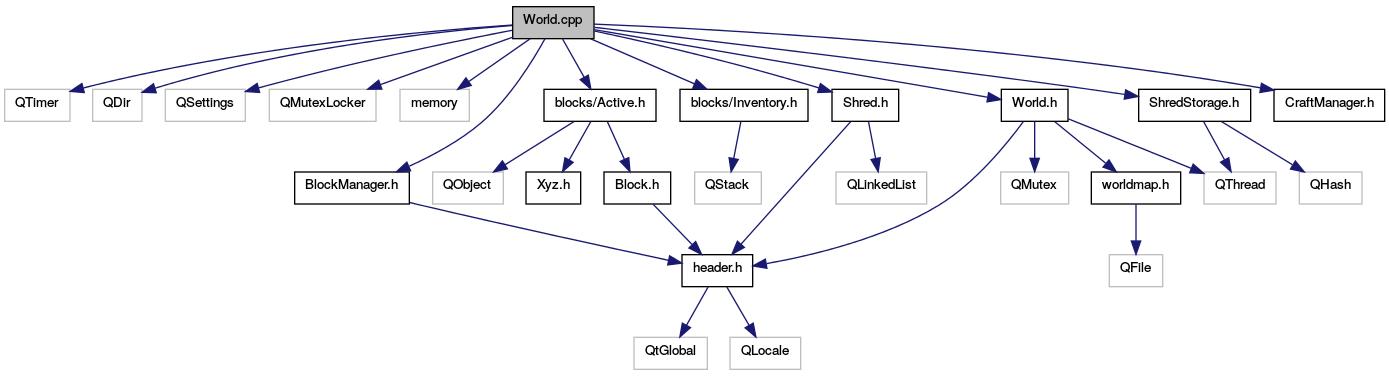 World.cpp
QTimer
QDir
QSettings
QMutexLocker
memory
blocks/Active.h
blocks/Inventory.h
Shred.h
World.h
ShredStorage.h
CraftManager.h
BlockManager.h
QObject
Xyz.h
Block.h
QStack
QLinkedList
QMutex
worldmap.h
QThread
QHash
header.h
QFile
QtGlobal
QLocale